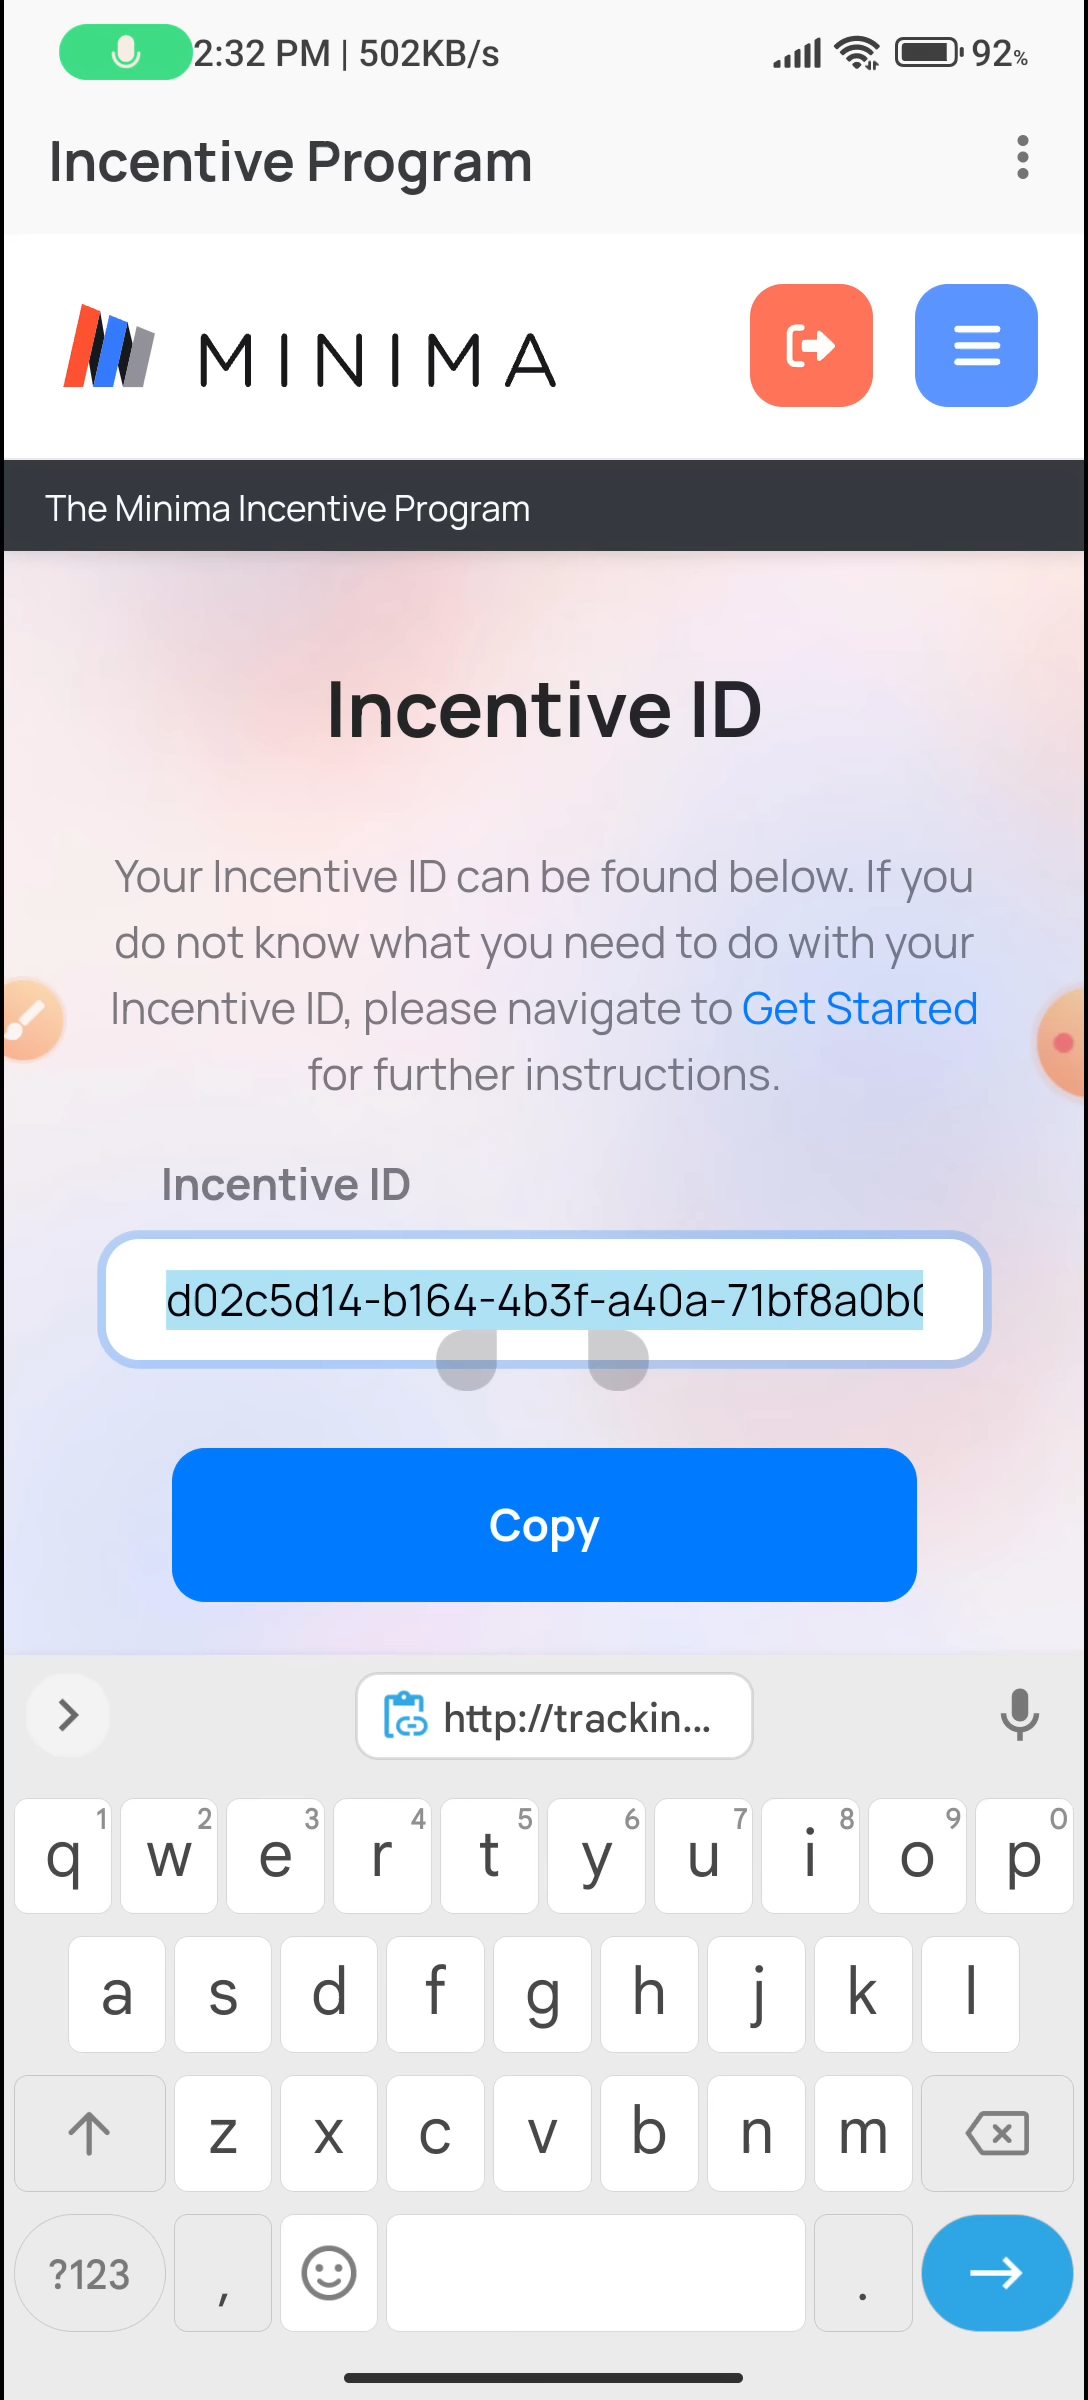 2:32 PM | 502KB/s 92%
Incentive Program
MINIMA
The Minima Incentive Program
Incentive ID
Your Incentive ID can be found below. If you
do not know what you need to do with your
Incentive ID, please navigate to Get Started
for further instructions.
Incentive ID
d02c5d14-b164-4b3f-a40a-71bf8a0b
Copy
http://trackin...
1 2 3 4 5 6 7 8 9 0
q w e r t y u i o p
a s d f g h j k l
z x c v b n m
?123 , .